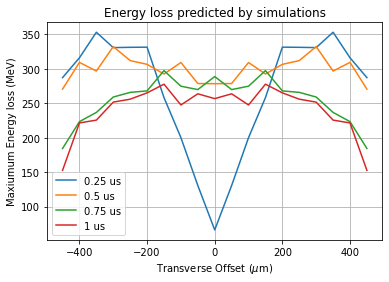 Energy loss predicted by simulations
Maxiumum Energy loss (MeV)
350
300
250
200
150
100
0.25 us
0.5 us
0.75 us
1 us
−400
−200
0
200
400
Transverse Offset (μm)